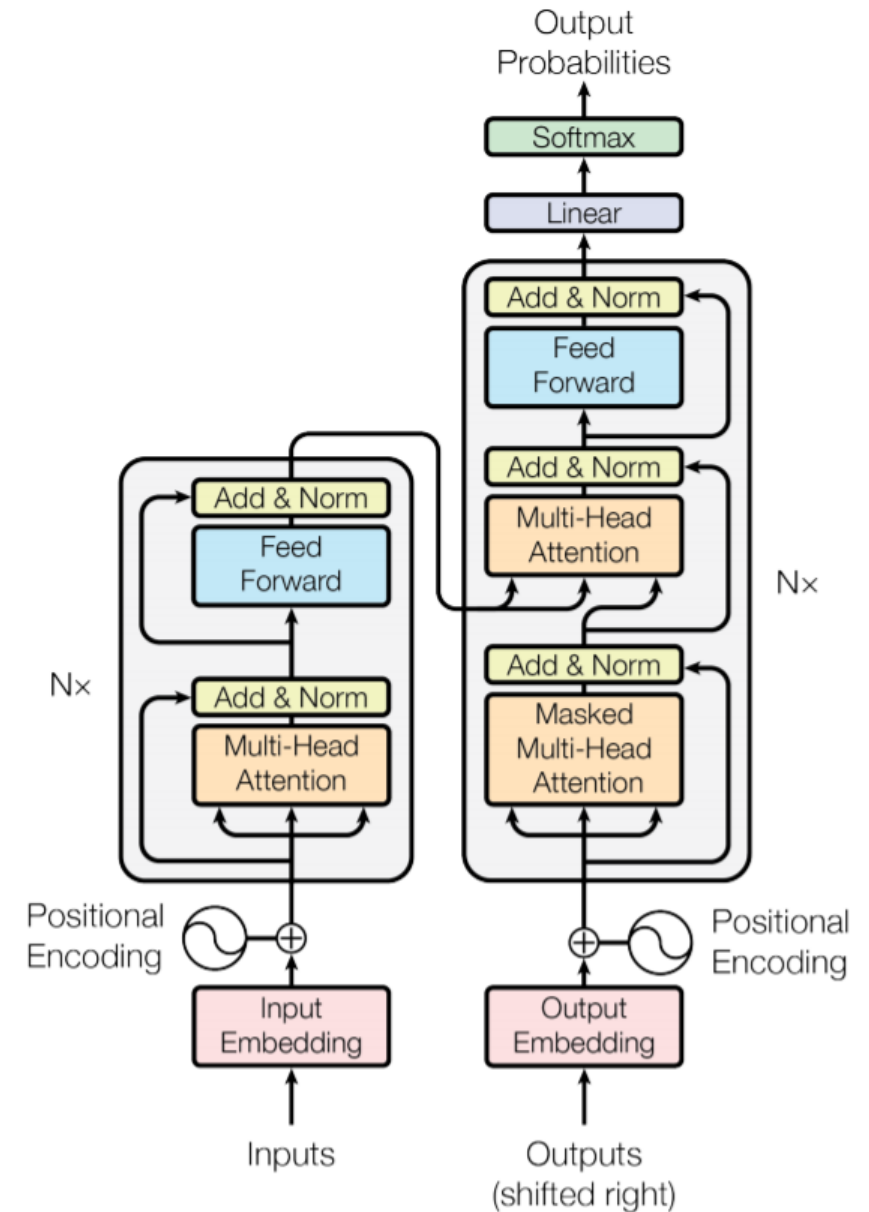 Output
Probabilities
Softmax
Linear
Add & Norm
Feed
Forward
Add & Norm
Multi-Head
Attention
Add & Norm
Masked
Multi-Head
Attention
Nx
Positional
Encoding
Output
Embedding
Outputs
(shifted right)
Add & Norm
Feed
Forward
Add & Norm
Multi-Head
Attention
Nx
Positional
Encoding
Input
Embedding
Inputs